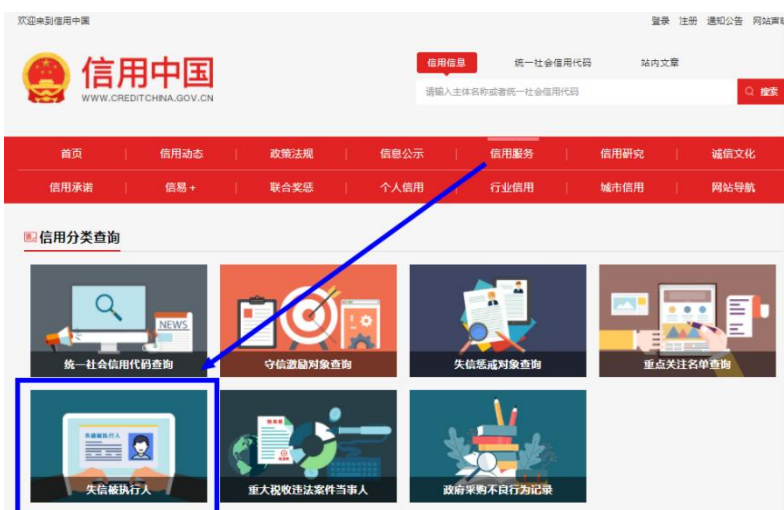 欢迎来到信用中国
登录 注册 通知公告 网站声明
信用中国
WWW.CREDITCHINA.GOV.CN
信用信息 统一社会信用代码 站内文章
请输入主体名称或者统一社会信用代码 搜索
首页 信用动态 政策法规 信息公示 信用服务 信用研究 诚信文化
信用承诺 信易+ 联合奖惩 个人信用 行业信用 城市信用 网站导航
信用分类查询
NEWS
统一社会信用代码查询 守信激励对象查询 失信惩戒对象查询 重点关注名单查询
失信被执行人
失信被执行人 重大税收违法案件当事人 政府采购不良行为记录